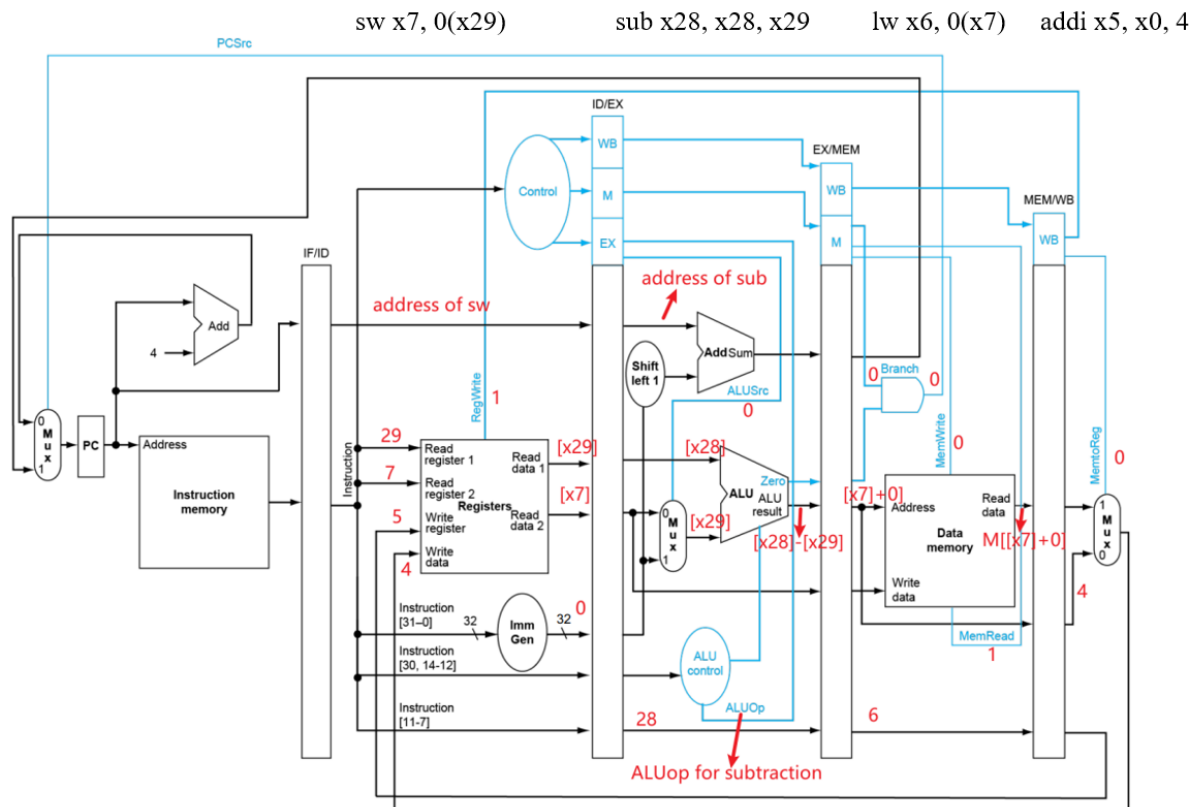 sw x7, 0(x29)
sub x28, x28, x29
lw x6, 0(x7)
addi x5, x0, 4
PCSrc
ID/EX
WB
EX/MEM
Control
M
WB
MEM/WB
EX
M
WB
IF/ID
address of sub
address of sw
Add
4
Add Sum
Shift
left 1
0
Branch
0
RegWrite
1
ALUSrc
0
MemWrite
0
MemtoReg
0
0
Mux
1
PC
Address
Instruction
memory
Instruction
29
Read
register 1
Read
data 1
[x29]
7
Read
register 2
Registers
Read
data 2
[x7]
5
Write
register
4
Write
data
[x28]
Zero
ALU
ALU
result
0
Mux
1
[x29]
[x28]-[x29]
[x7]+0]
Address
Read
data
Data
memory
M[[x7]+0]
Write
data
1
Mux
0
4
Instruction
[31–0]
32
Imm
Gen
32
0
MemRead
1
Instruction
[30, 14-12]
ALU
control
ALUOp
Instruction
[11-7]
28
6
ALUop for subtraction